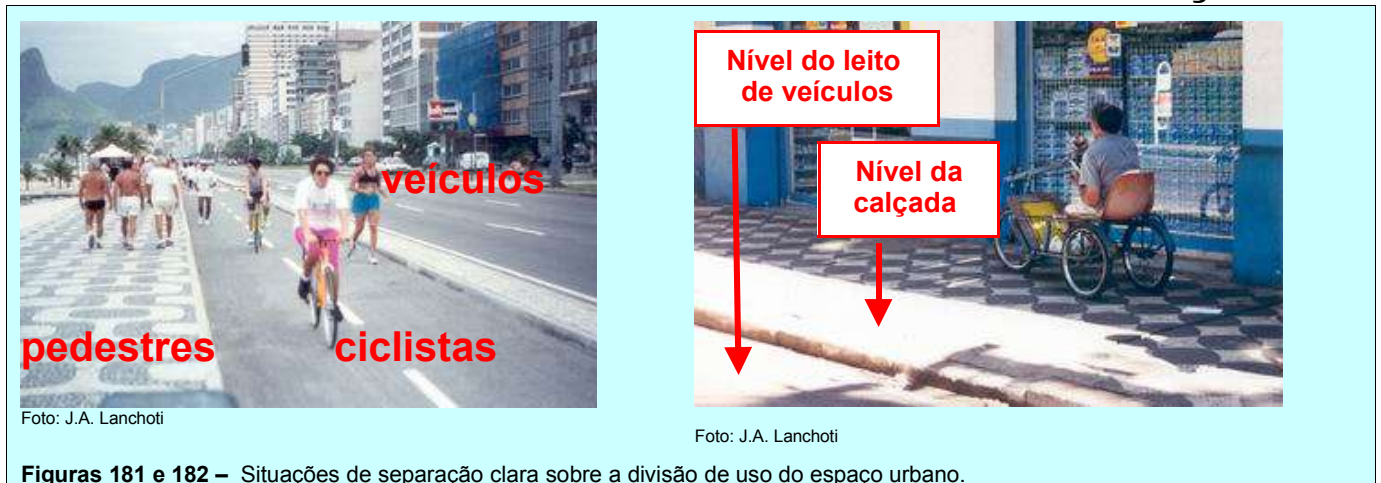 veículos
pedestres
ciclistas
Foto: J.A. Lanchoti
Nível do leito
de veículos
Nível da
calçada
Foto: J.A. Lanchoti
Figuras 181 e 182 – Situações de separação clara sobre a divisão de uso do espaço urbano.